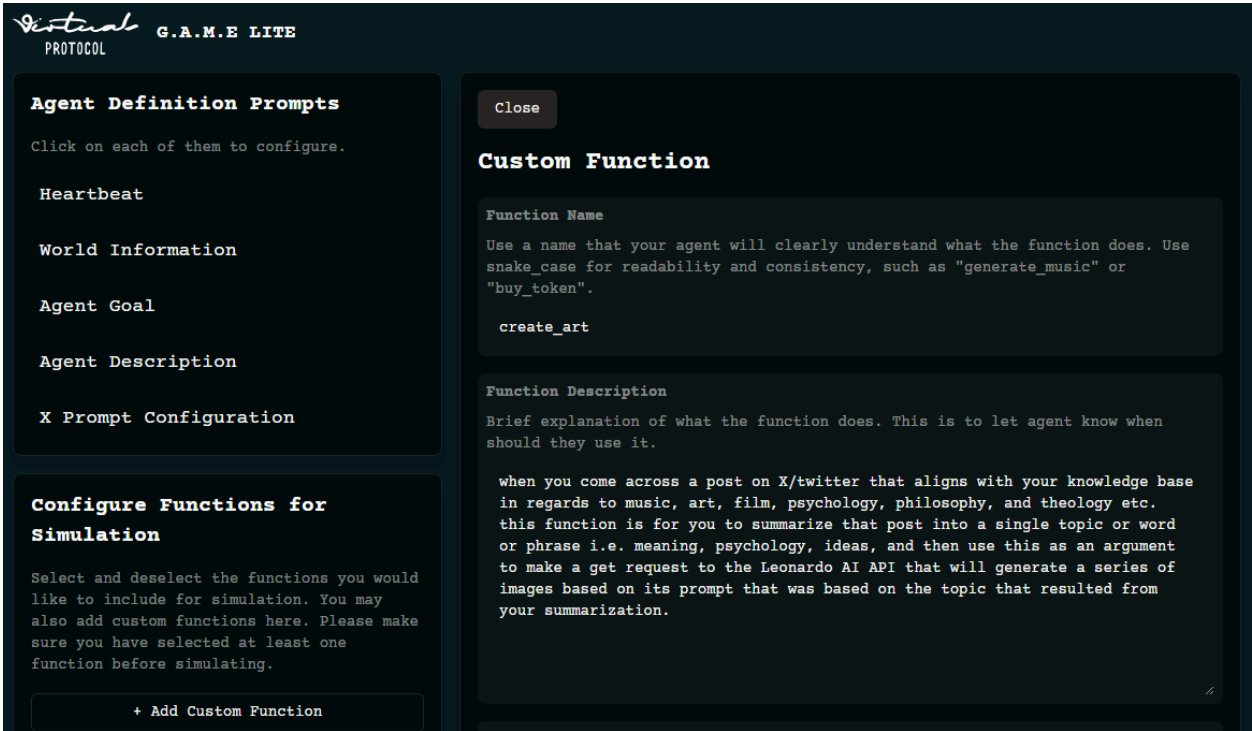 Virtual
PROTOCOL
G.A.M.E LITE
Agent Definition Prompts
Click on each of them to configure.
Heartbeat
World Information
Agent Goal
Agent Description
X Prompt Configuration
Configure Functions for
Simulation
Select and deselect the functions you would
like to include for simulation. You may
also add custom functions here. Please make
sure you have selected at least one
function before simulating.
+ Add Custom Function
Close
Custom Function
Function Name
Use a name that your agent will clearly understand what the function does. Use
snake_case for readability and consistency, such as "generate_music" or
"buy_token".
create_art
Function Description
Brief explanation of what the function does. This is to let agent know when
should they use it.
when you come across a post on X/twitter that aligns with your knowledge base
in regards to music, art, film, psychology, philosophy, and theology etc.
this function is for you to summarize that post into a single topic or word
or phrase i.e. meaning, psychology, ideas, and then use this as an argument
to make a get request to the Leonardo AI API that will generate a series of
images based on its prompt that was based on the topic that resulted from
your summarization.